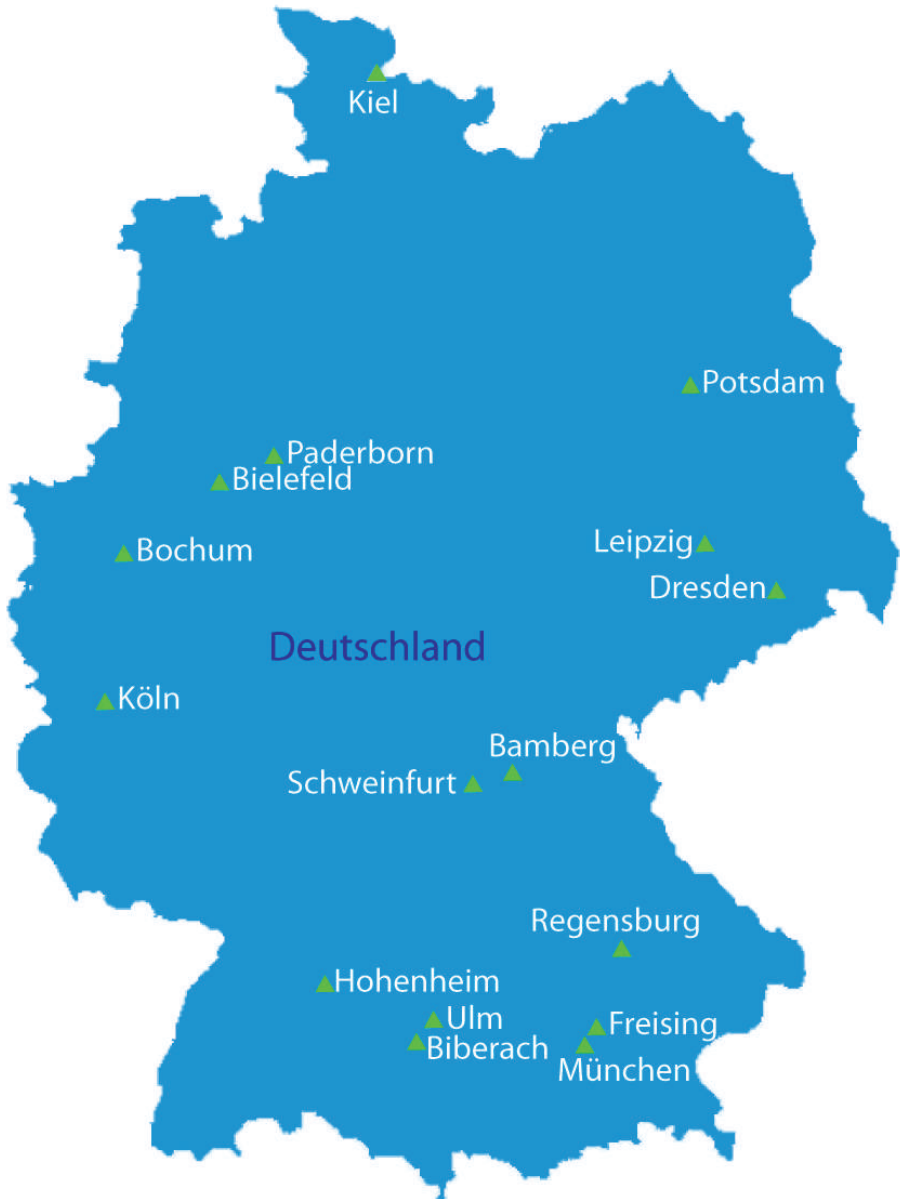 Kiel
Potsdam
Paderborn
Bielefeld
Leipzig
Bochum
Dresden
Deutschland
Köln
Bamberg
Schweinfurt
Regensburg
Hohenheim
Ulm
Freising
Biberach
München